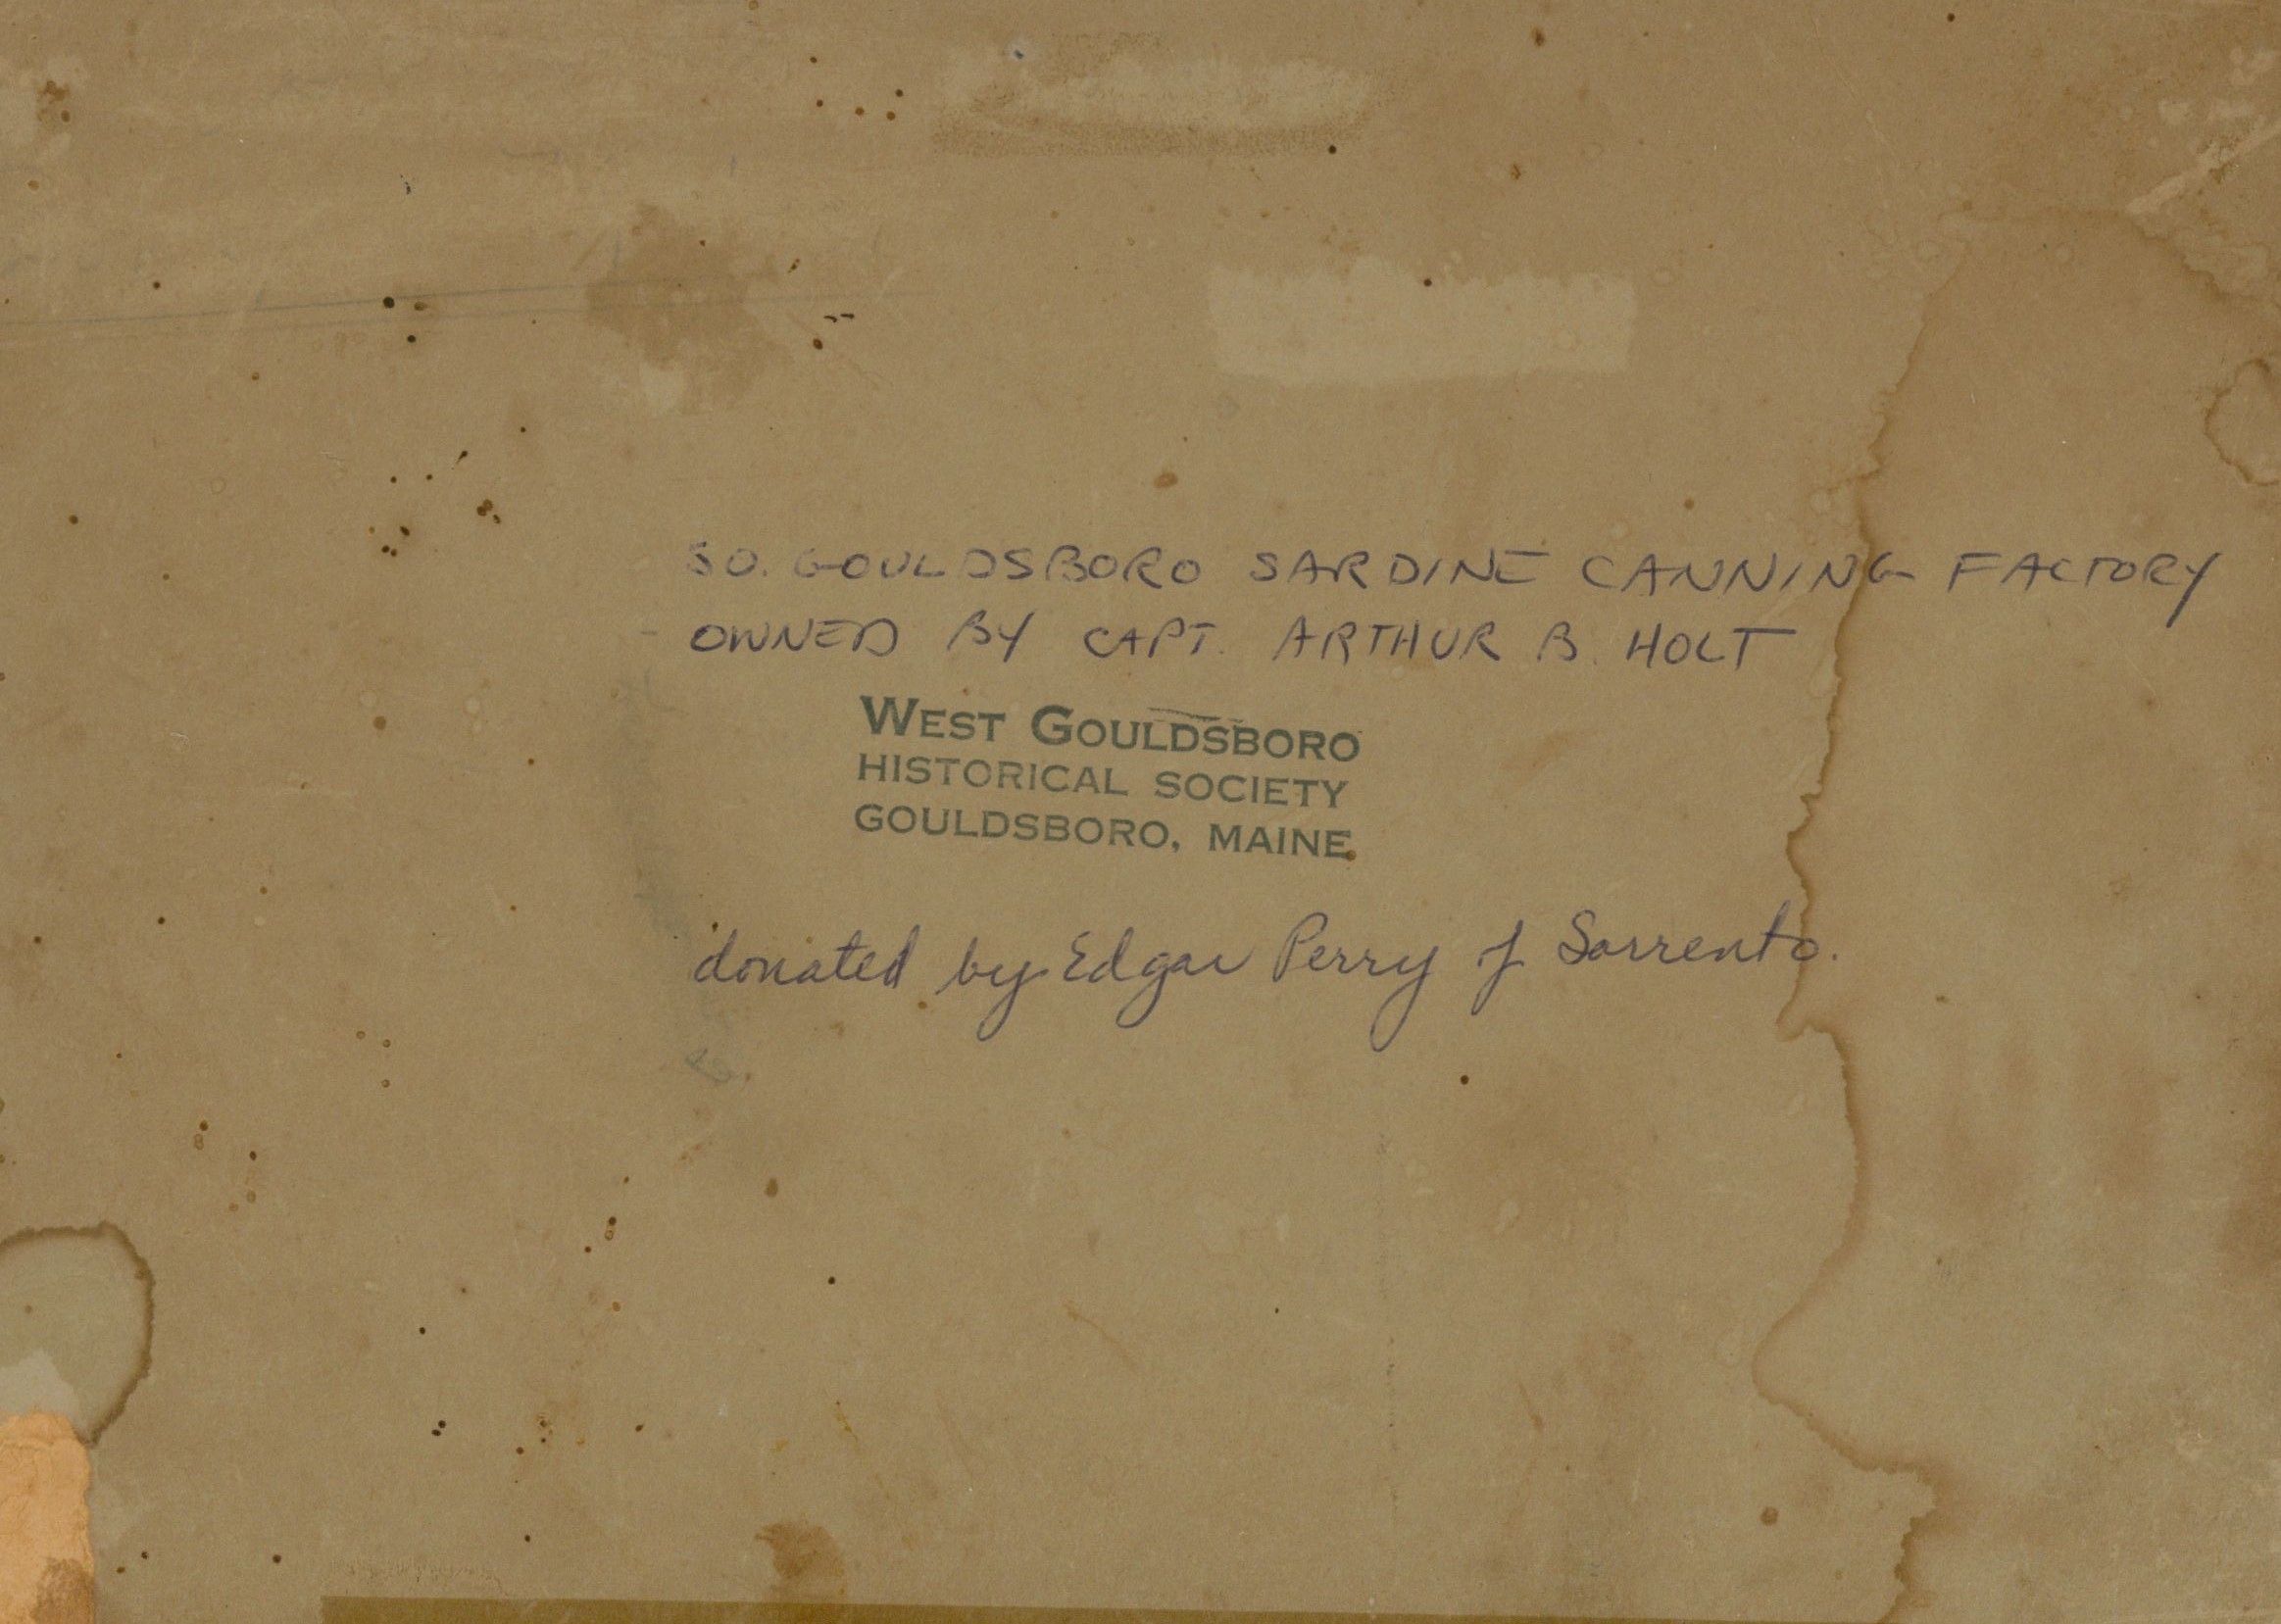 SO. GOULDSBORO SARDINE CANNING FACTORY
OWNED BY CAPT. ARTHUR B. HOLT
WEST GOULDSBORO
HISTORICAL SOCIETY
GOULDSBORO, MAINE
donated by Edgar Perry of Sorrento.